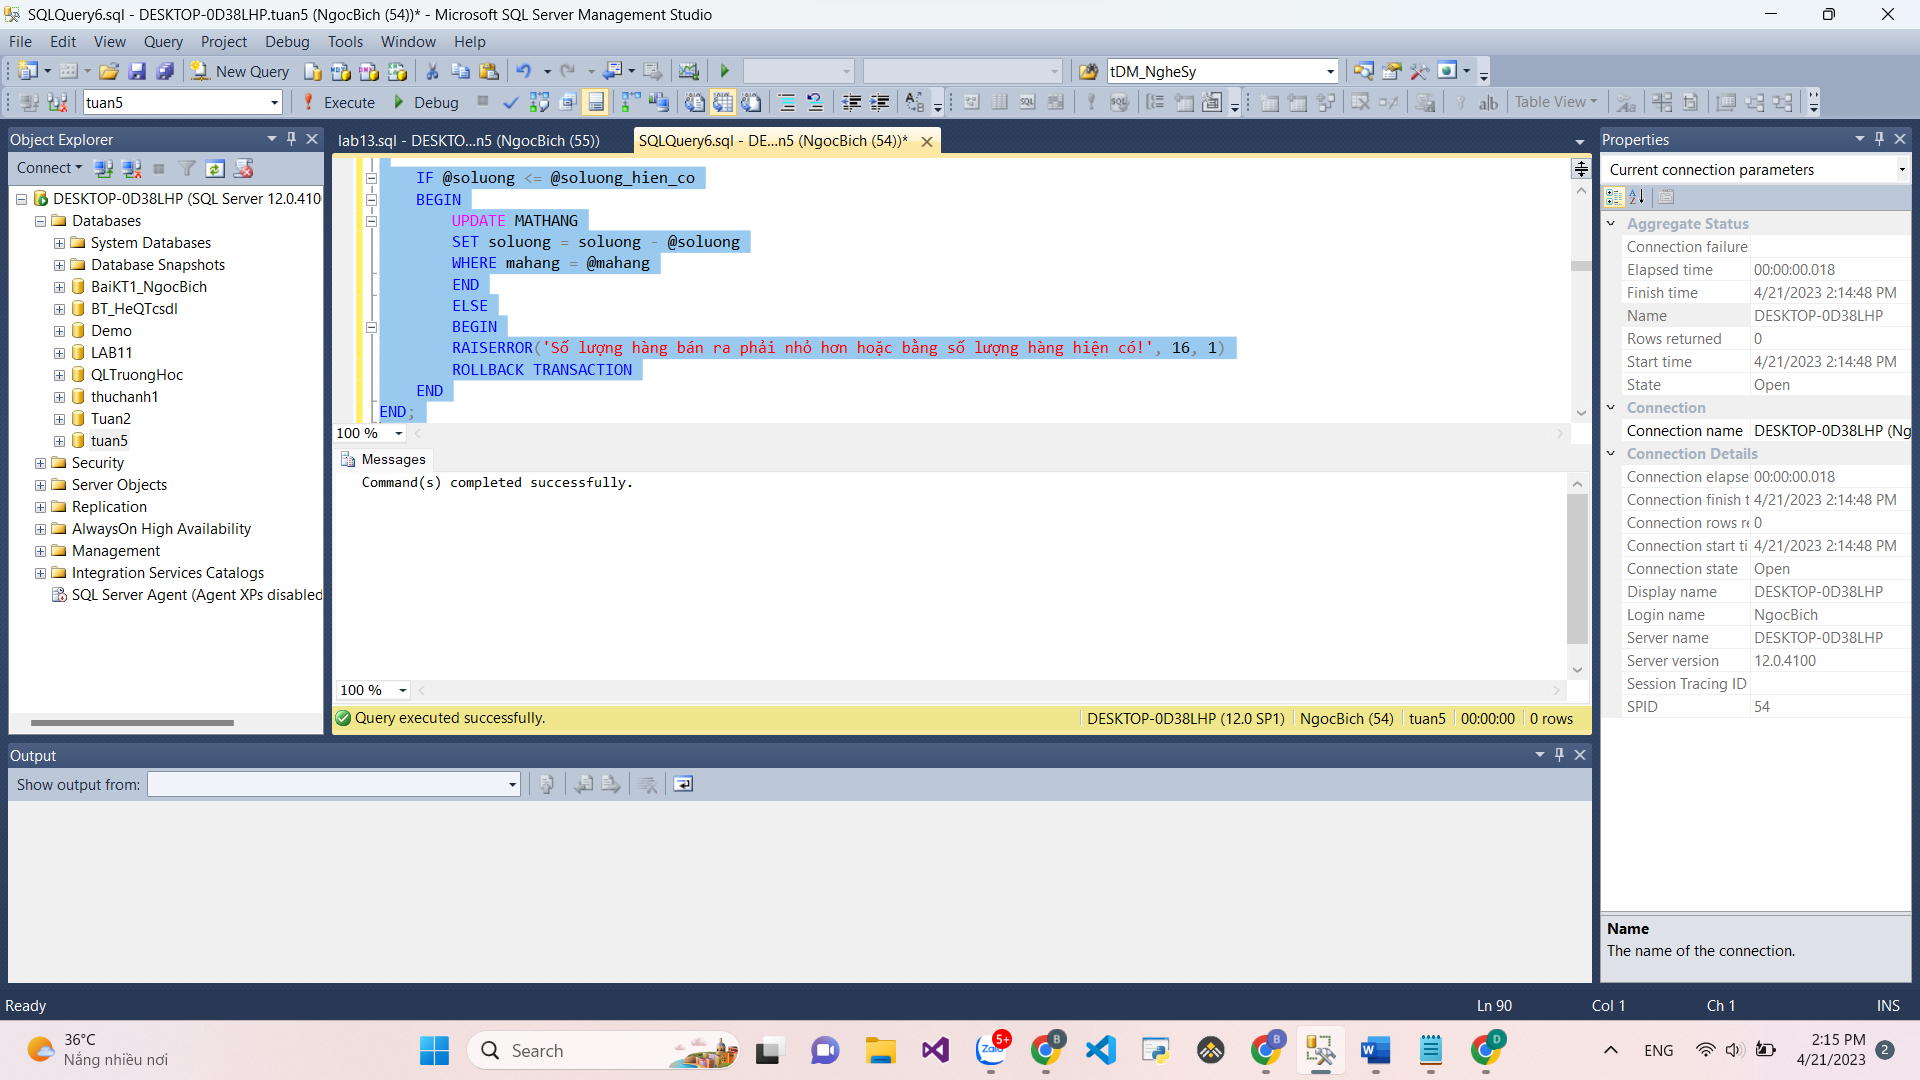 SQLQuery6.sql - DESKTOP-0D38LHP.tuan5 (NgocBich (54))* - Microsoft SQL Server Management Studio
File Edit View Query Project Debug Tools Window Help
New Query tDM_NgheSy
tuan5 Execute Debug Table View
Object Explorer
Connect
DESKTOP-0D38LHP (SQL Server 12.0.410
Databases
System Databases
Database Snapshots
BaiKT1_NgocBich
BT_HeQTcsdl
Demo
LAB11
QLTruongHoc
thuchanh1
Tuan2
tuan5
Security
Server Objects
Replication
AlwaysOn High Availability
Management
Integration Services Catalogs
SQL Server Agent (Agent XPs disabled
lab13.sql - DESKTO...n5 (NgocBich (55)) SQLQuery6.sql - DE...n5 (NgocBich (54))*
IF @soluong <= @soluong_hien_co
BEGIN
UPDATE MATHANG
SET soluong = soluong - @soluong
WHERE mahang = @mahang
END
ELSE
BEGIN
RAISERROR('Số lượng hàng bán ra phải nhỏ hơn hoặc bằng số lượng hàng hiện có!', 16, 1)
ROLLBACK TRANSACTION
END
END;
100 %
Messages
Command(s) completed successfully.
100 %
Query executed successfully. DESKTOP-0D38LHP (12.0 SP1) NgocBich (54) tuan5 00:00:00 0 rows
Properties
Current connection parameters
Aggregate Status
Connection failure
Elapsed time 00:00:00.018
Finish time 4/21/2023 2:14:48 PM
Name DESKTOP-0D38LHP
Rows returned 0
Start time 4/21/2023 2:14:48 PM
State Open
Connection
Connection name DESKTOP-0D38LHP (Ng
Connection Details
Connection elapse 00:00:00.018
Connection finish t 4/21/2023 2:14:48 PM
Connection rows re 0
Connection start ti 4/21/2023 2:14:48 PM
Connection state Open
Display name DESKTOP-0D38LHP
Login name NgocBich
Server name DESKTOP-0D38LHP
Server version 12.0.4100
Session Tracing ID
SPID 54
Name
The name of the connection.
Output
Show output from:
Ready Ln 90 Col 1 Ch 1 INS
36°C
Nắng nhiều nơi
Search
Zalo 5+
B
B
D
ENG
2:15 PM
4/21/2023
2